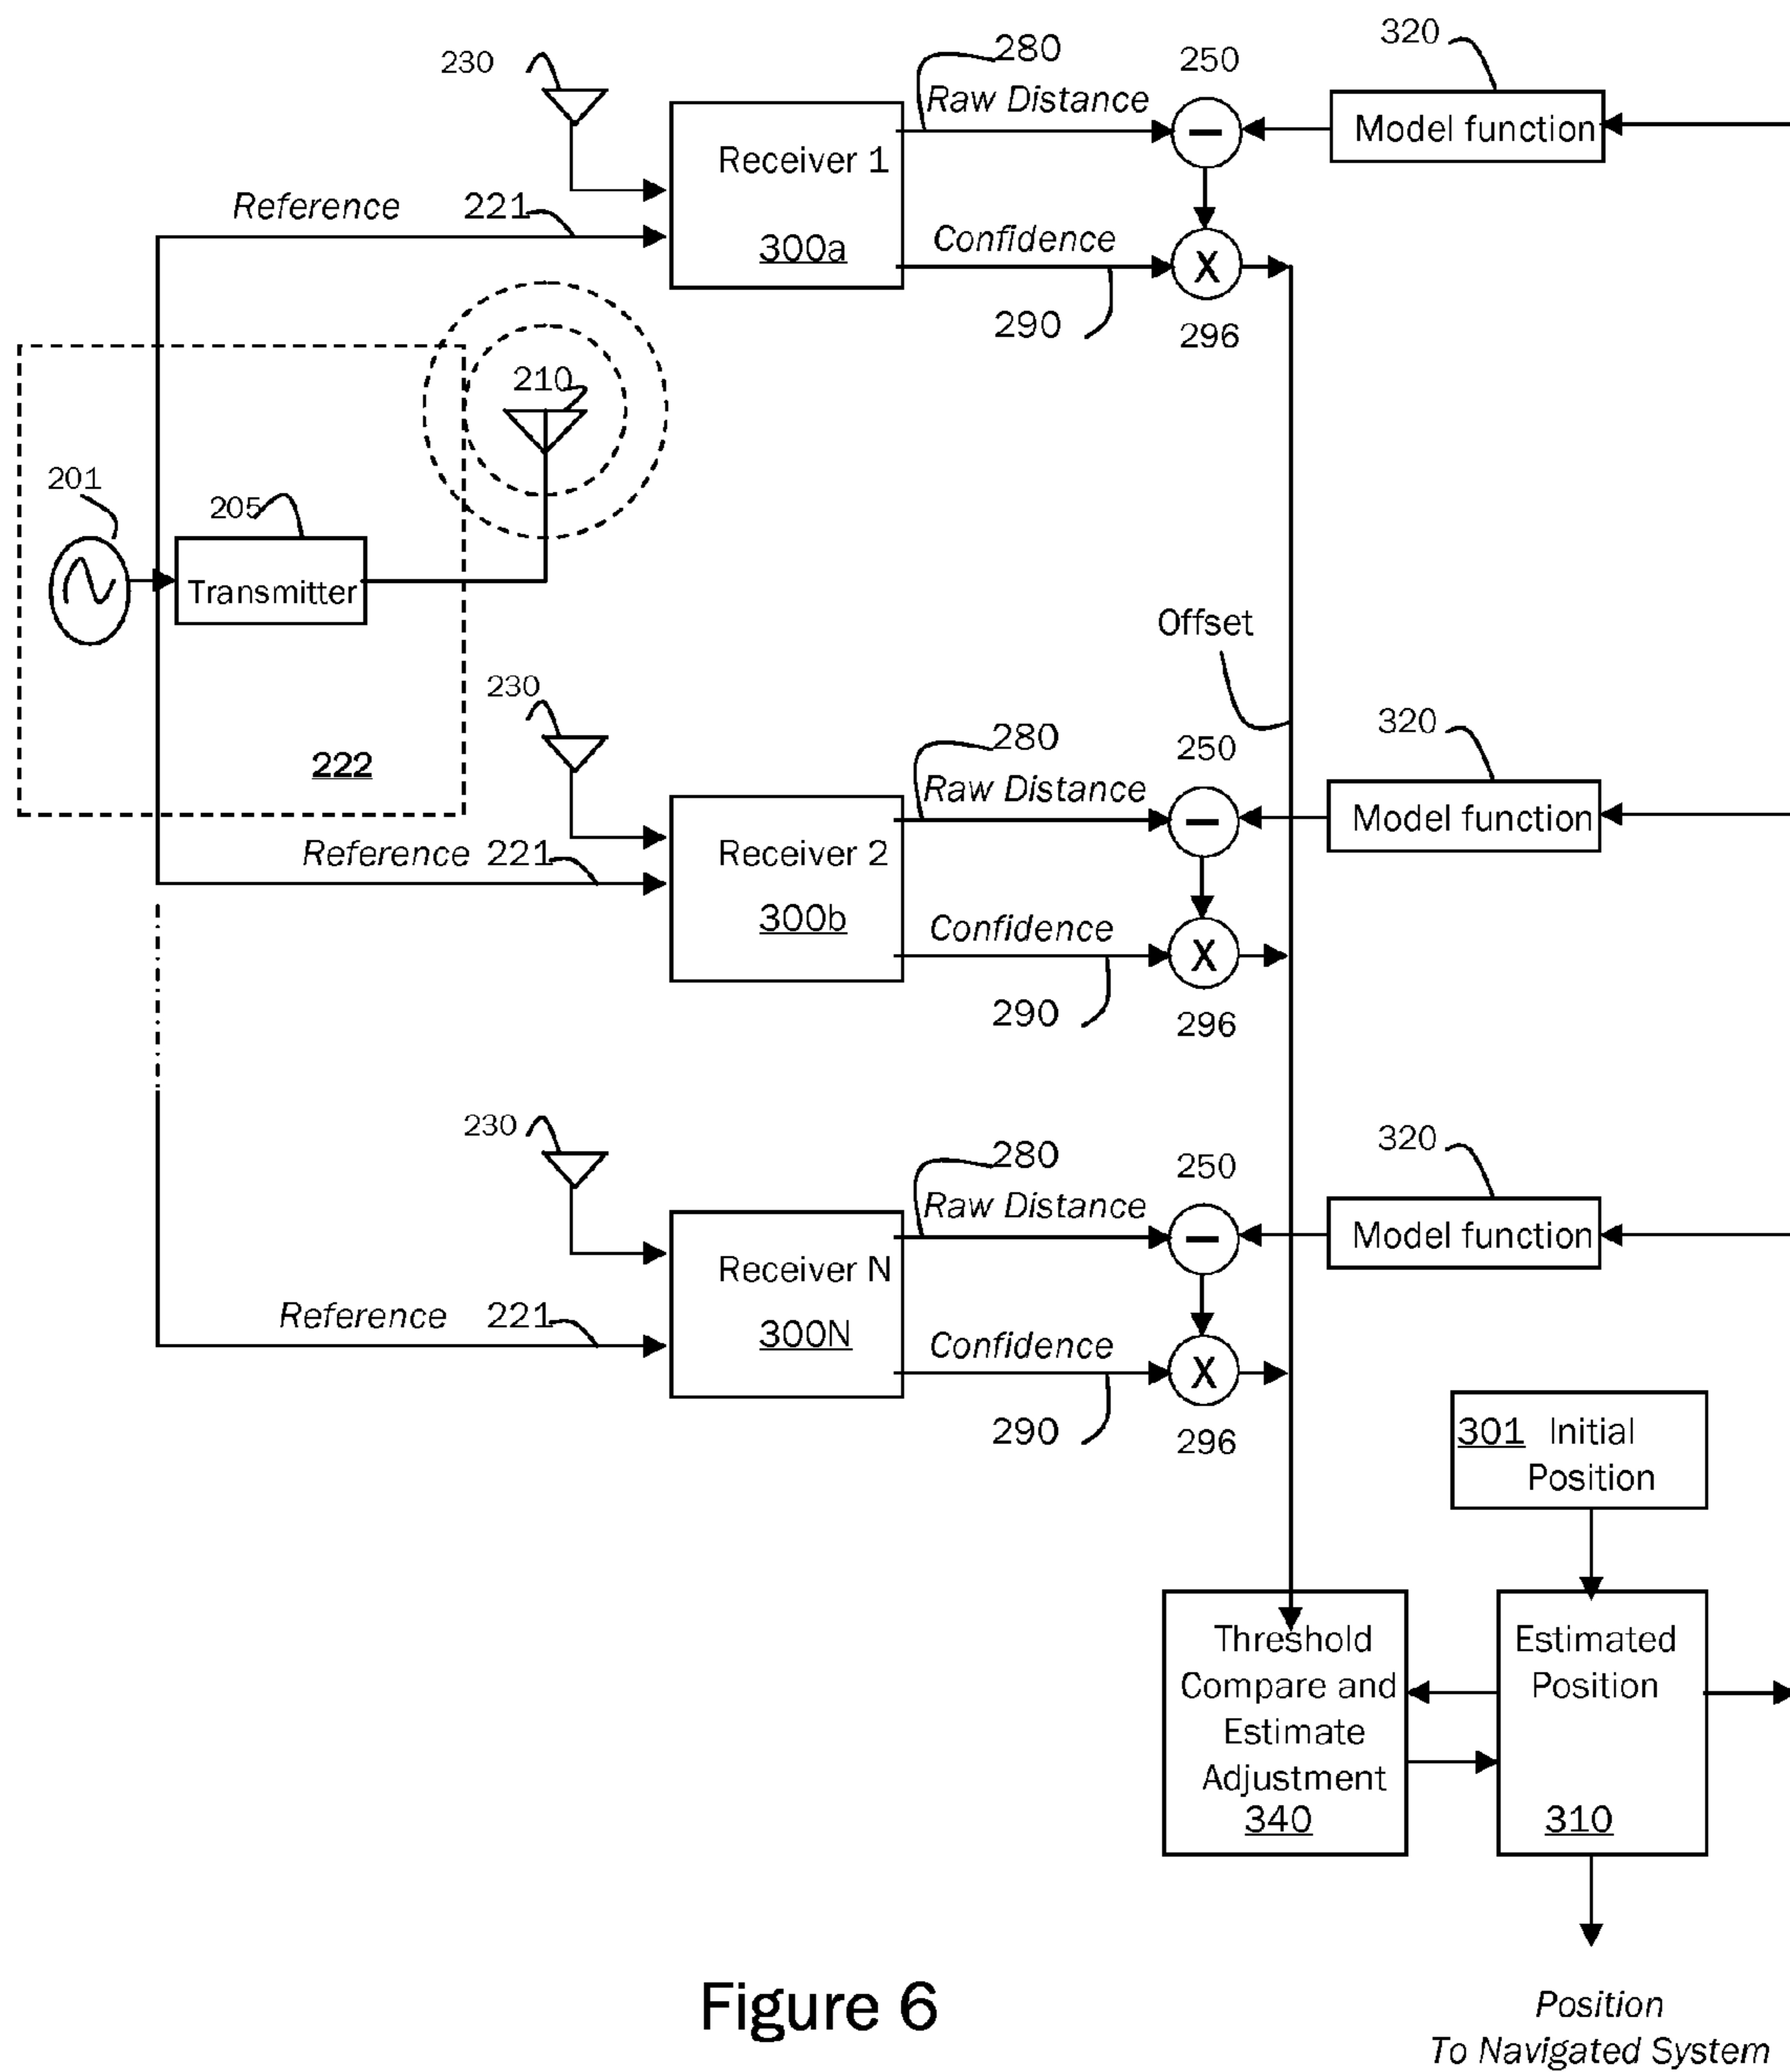 320
280
250
230
Raw Distance
Model function
Receiver 1
Reference
221
300a
Confidence
290
296
210
201
205
Transmitter
Offset
222
230
280
250
320
Raw Distance
Model function
Reference 221
Receiver 2
300b
Confidence
290
296
230
280
250
320
Raw Distance
Model function
Receiver N
Reference
221
300N
Confidence
290
296
301 Initial
Position
Threshold
Compare and
Estimate
Adjustment
340
Estimated
Position
310
Figure 6
Position
To Navigated System